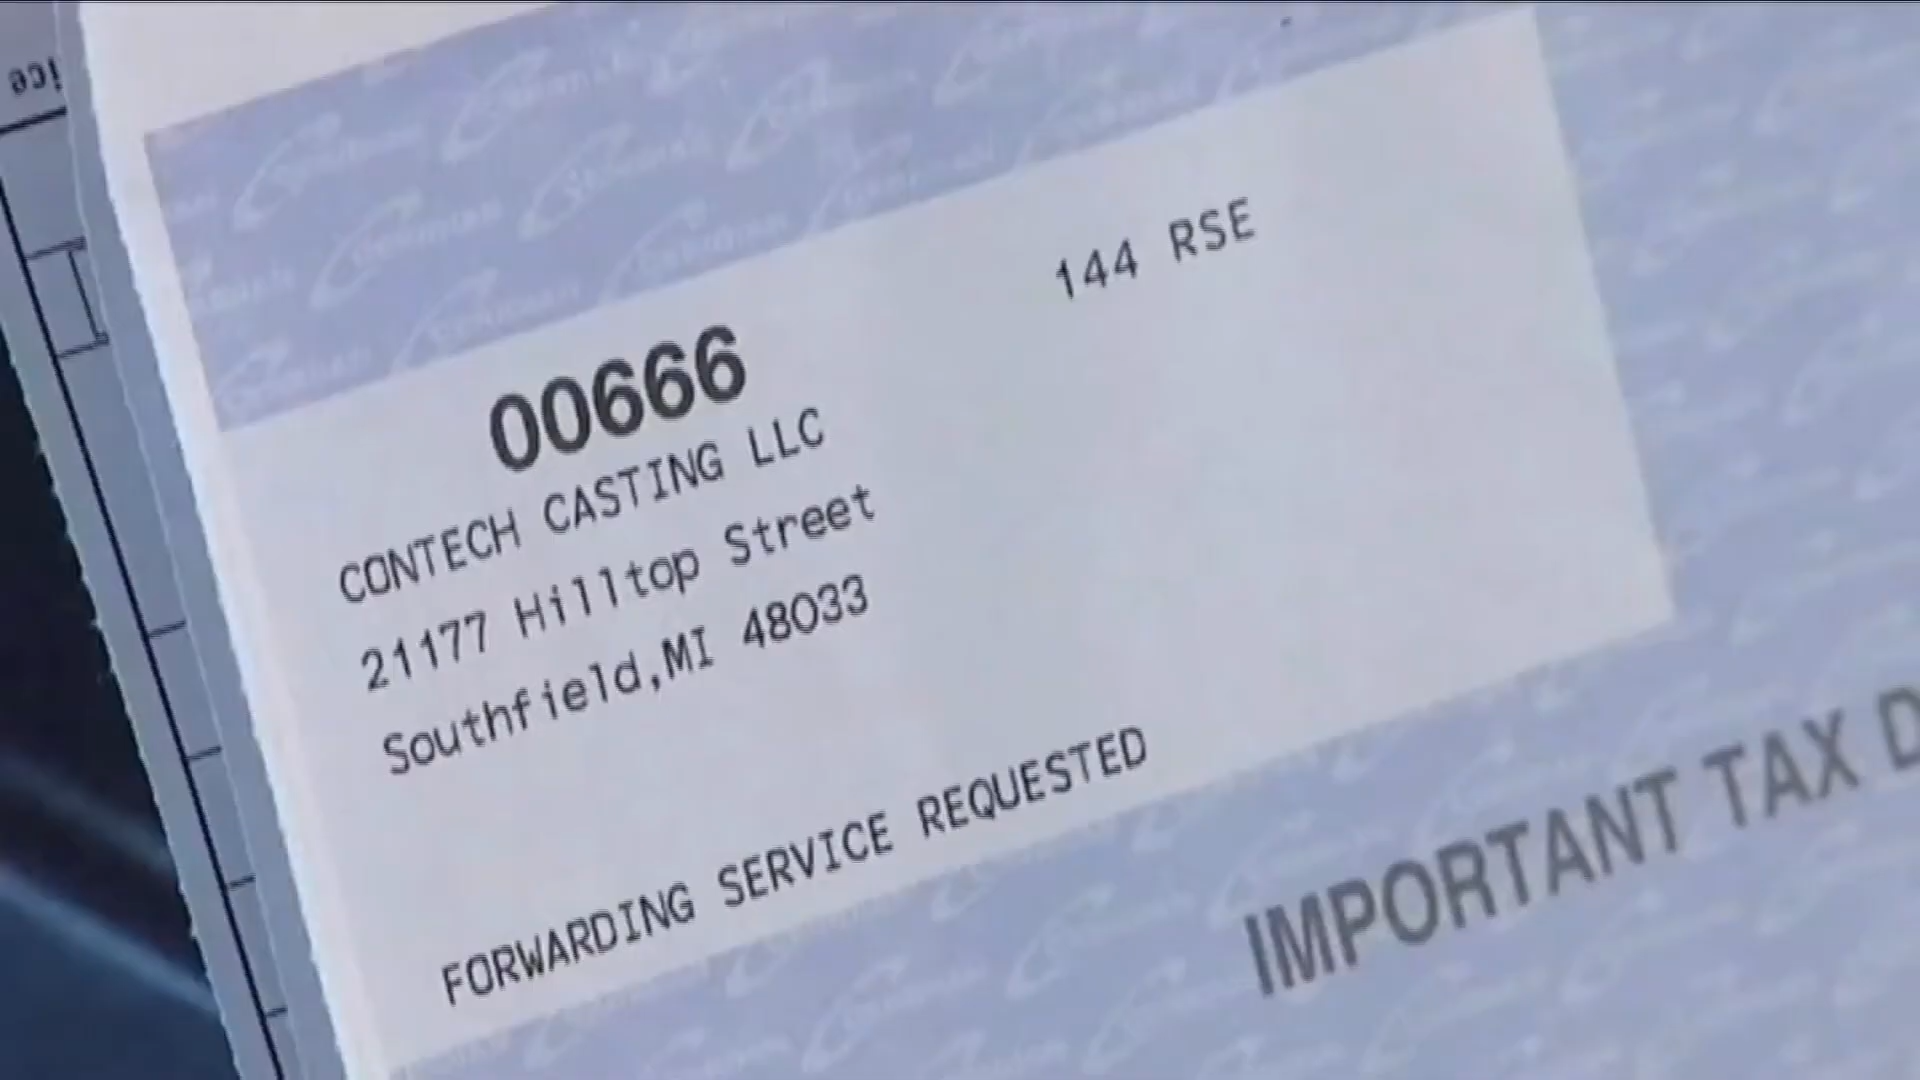 144 RSE
00666
CONTECH CASTING LLC
21177 Hilltop Street
Southfield,MI 48033
FORWARDING SERVICE REQUESTED
IMPORTANT TAX D